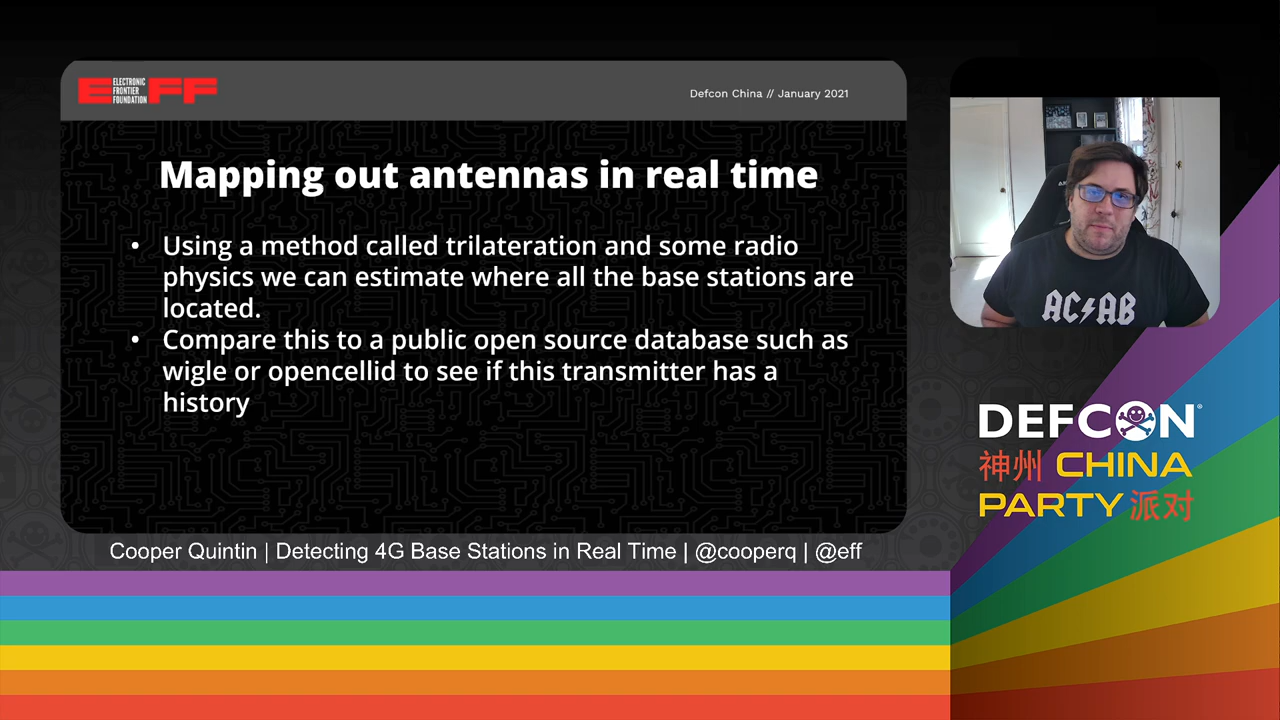 EFF
ELECTRONIC
FRONTIER
FOUNDATION
Defcon China // January 2021
Mapping out antennas in real time
• Using a method called trilateration and some radio
physics we can estimate where all the base stations are
located.
• Compare this to a public open source database such as
wigle or opencellid to see if this transmitter has a
history
Cooper Quintin | Detecting 4G Base Stations in Real Time | @cooperq | @eff
AC⚡AB
DEFCON®
神州 CHINA
PARTY 派对